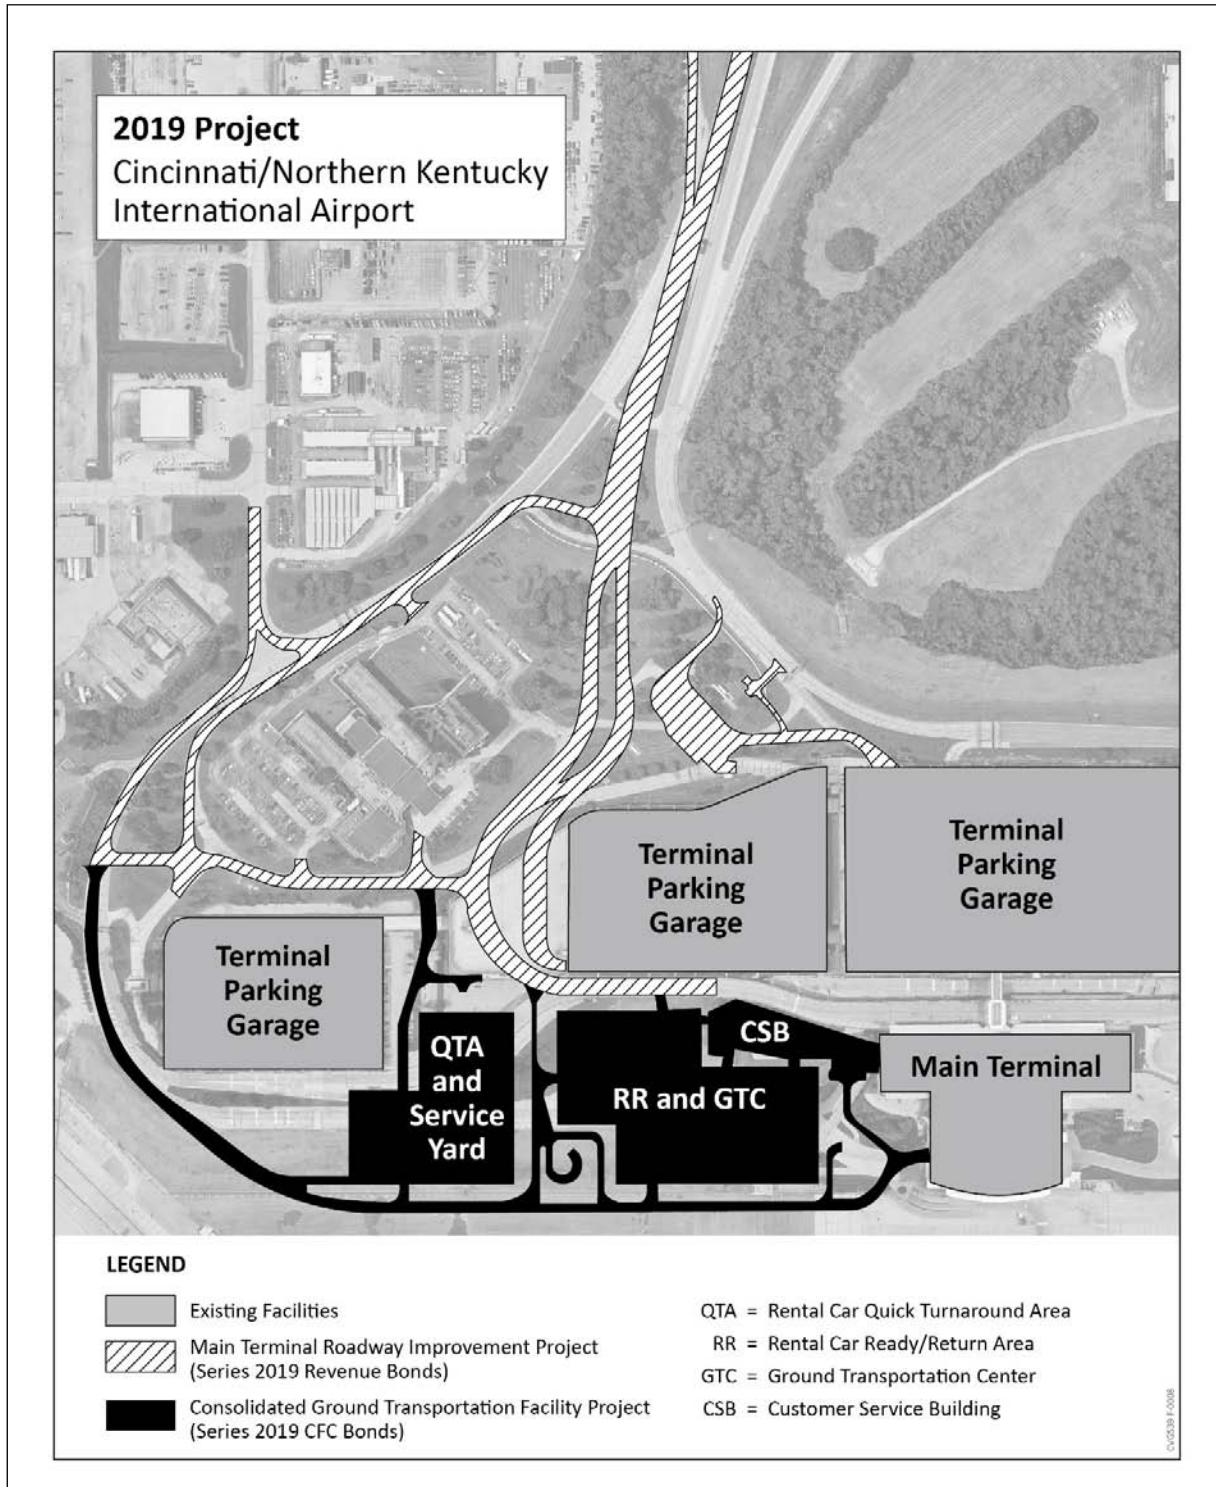 2019 Project
Cincinnati/Northern Kentucky
International Airport
Terminal
Parking
Garage
Terminal
Parking
Garage
Terminal
Parking
Garage
QTA
and
Service
Yard
CSB
RR and GTC
Main Terminal
LEGEND
Existing Facilities
Main Terminal Roadway Improvement Project
(Series 2019 Revenue Bonds)
Consolidated Ground Transportation Facility Project
(Series 2019 CFC Bonds)
QTA = Rental Car Quick Turnaround Area
RR = Rental Car Ready/Return Area
GTC = Ground Transportation Center
CSB = Customer Service Building
CVG539 F-0008